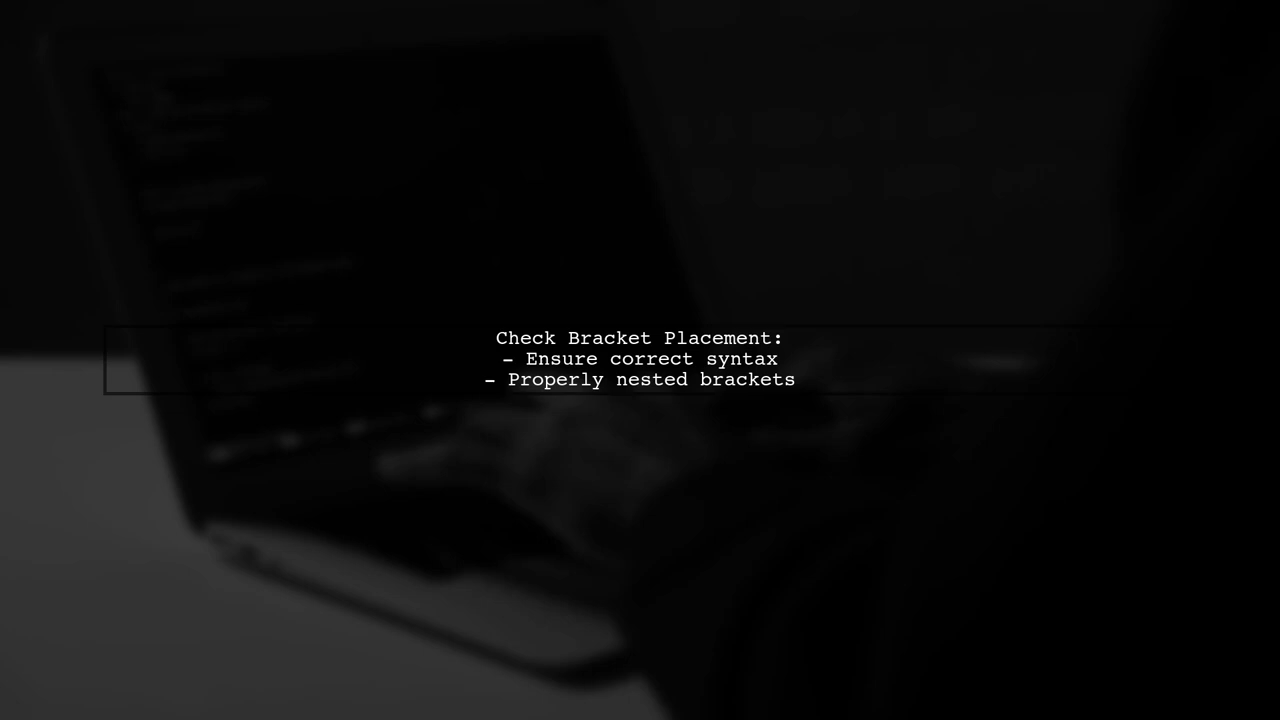 Check Bracket Placement:
– Ensure correct syntax
– Properly nested brackets